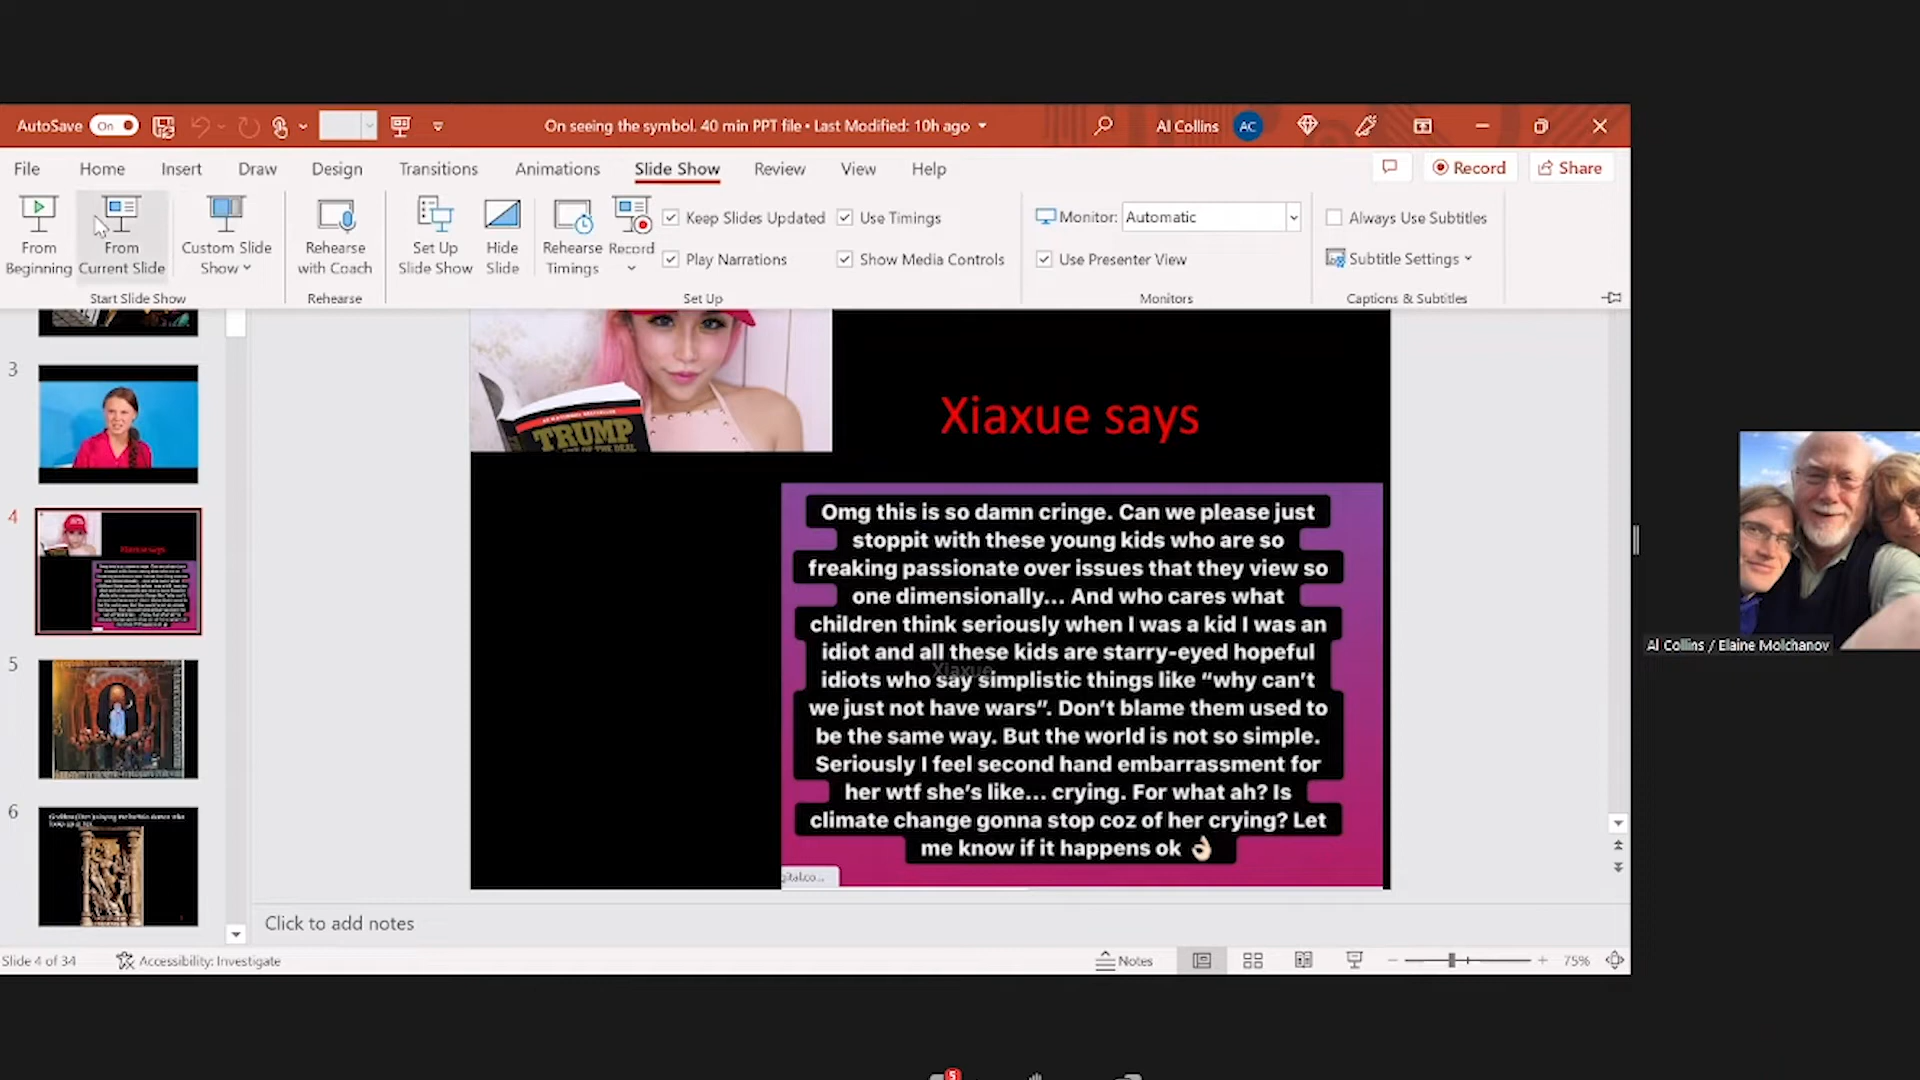 AutoSave On
On seeing the symbol. 40 min PPT file • Last Modified: 10h ago
Al Collins AC
File Home Insert Draw Design Transitions Animations Slide Show Review View Help
Record Share
From Beginning
From Current Slide
Custom Slide Show
Rehearse with Coach
Set Up Slide Show
Hide Slide
Rehearse Timings
Record
Keep Slides Updated
Use Timings
Play Narrations
Show Media Controls
Monitor: Automatic
Use Presenter View
Always Use Subtitles
Subtitle Settings
Start Slide Show
Rehearse
Set Up
Monitors
Captions & Subtitles
3
4
5
6
Xiaxue says
TRUMP
Xiaxue says
Omg this is so damn cringe. Can we please just
stoppit with these young kids who are so
freaking passionate over issues that they view so
one dimensionally... And who cares what
children think seriously when I was a kid I was an
idiot and all these kids are starry-eyed hopeful
idiots who say simplistic things like “why can’t
we just not have wars”. Don’t blame them used to
be the same way. But the world is not so simple.
Seriously I feel second hand embarrassment for
her wtf she’s like... crying. For what ah? Is
climate change gonna stop coz of her crying? Let
me know if it happens ok 👌🏻
Xiaxue
gital.co...
Click to add notes
Slide 4 of 34
Accessibility: Investigate
Notes
75%
Al Collins / Elaine Molchanov
5